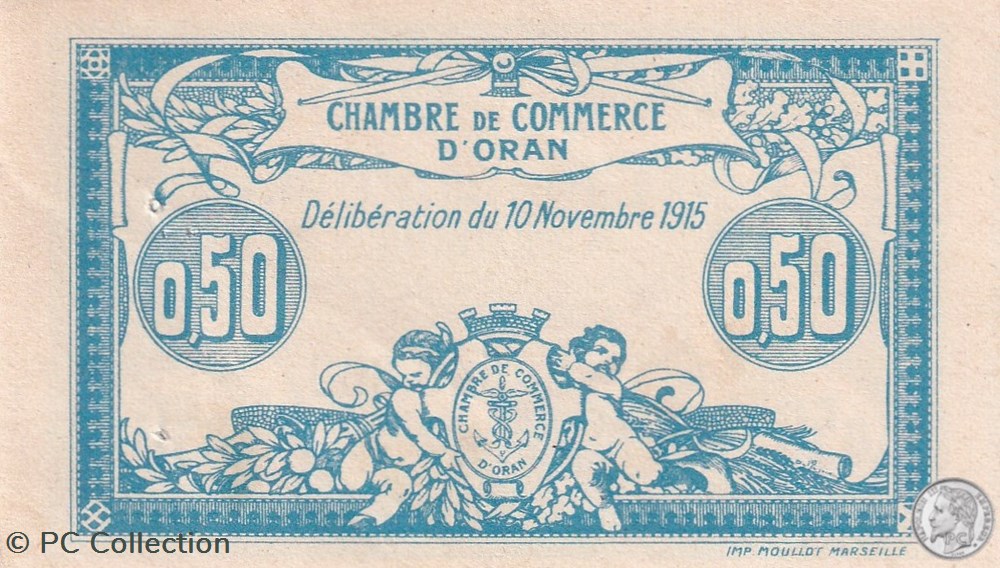 CHAMBRE DE COMMERCE
D'ORAN
Délibération du 10 Novembre 1915
0,50
0,50
CHAMBRE DE COMMERCE
D'ORAN
© PC Collection
IMP. MOULLOT MARSEILLE
PC